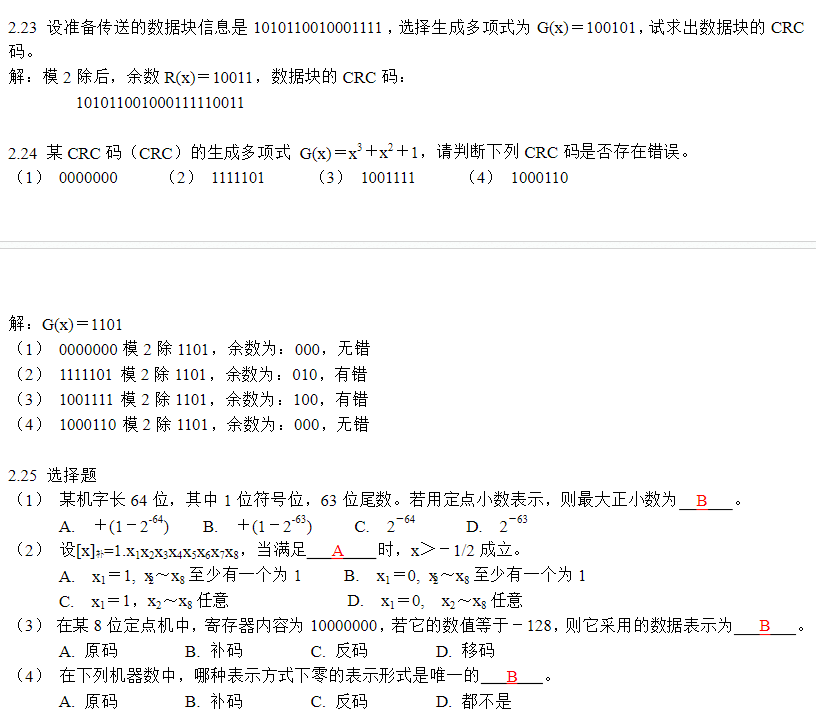 2.23 设准备传送的数据块信息是 1010110010001111，选择生成多项式为 G(x)＝100101，试求出数据块的 CRC
码。
解：模 2 除后，余数 R(x)＝10011，数据块的 CRC 码：
101011001000111110011
2.24 某 CRC 码（CRC）的生成多项式 G(x)＝x³＋x²＋1，请判断下列 CRC 码是否存在错误。
（1） 0000000 （2） 1111101 （3） 1001111 （4） 1000110
解：G(x)＝1101
（1） 0000000 模 2 除 1101，余数为：000，无错
（2） 1111101 模 2 除 1101，余数为：010，有错
（3） 1001111 模 2 除 1101，余数为：100，有错
（4） 1000110 模 2 除 1101，余数为：000，无错
2.25 选择题
（1） 某机字长 64 位，其中 1 位符号位，63 位尾数。若用定点小数表示，则最大正小数为 B 。
A. ＋(1－2⁻⁶⁴) B. ＋(1－2⁻⁶³) C. 2⁻⁶⁴ D. 2⁻⁶³
（2） 设[x]补=1.x₁x₂x₃x₄x₅x₆x₇x₈，当满足 A 时，x＞－1/2 成立。
A. x₁＝1, x₂～x₈ 至少有一个为 1 B. x₁＝0, x₂～x₈ 至少有一个为 1
C. x₁＝1，x₂～x₈ 任意 D. x₁＝0, x₂～x₈ 任意
（3） 在某 8 位定点机中，寄存器内容为 10000000，若它的数值等于－128，则它采用的数据表示为 B 。
A. 原码 B. 补码 C. 反码 D. 移码
（4） 在下列机器数中，哪种表示方式下零的表示形式是唯一的 B 。
A. 原码 B. 补码 C. 反码 D. 都不是